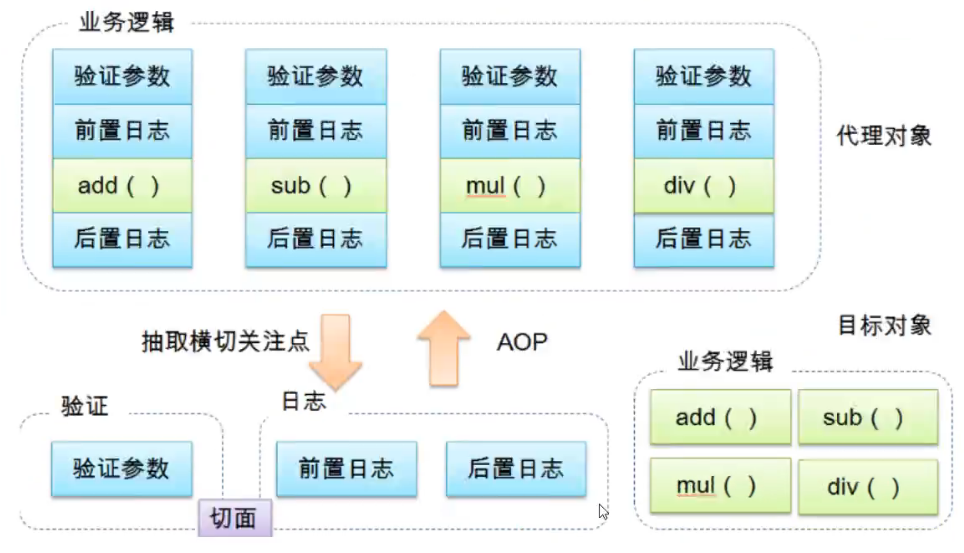 业务逻辑
验证参数 验证参数 验证参数 验证参数
前置日志 前置日志 前置日志 前置日志
代理对象
add ( ) sub ( ) mul ( ) div ( )
后置日志 后置日志 后置日志 后置日志
抽取横切关注点
AOP
目标对象
业务逻辑
验证
日志
add ( ) sub ( )
验证参数
前置日志 后置日志
mul ( ) div ( )
切面